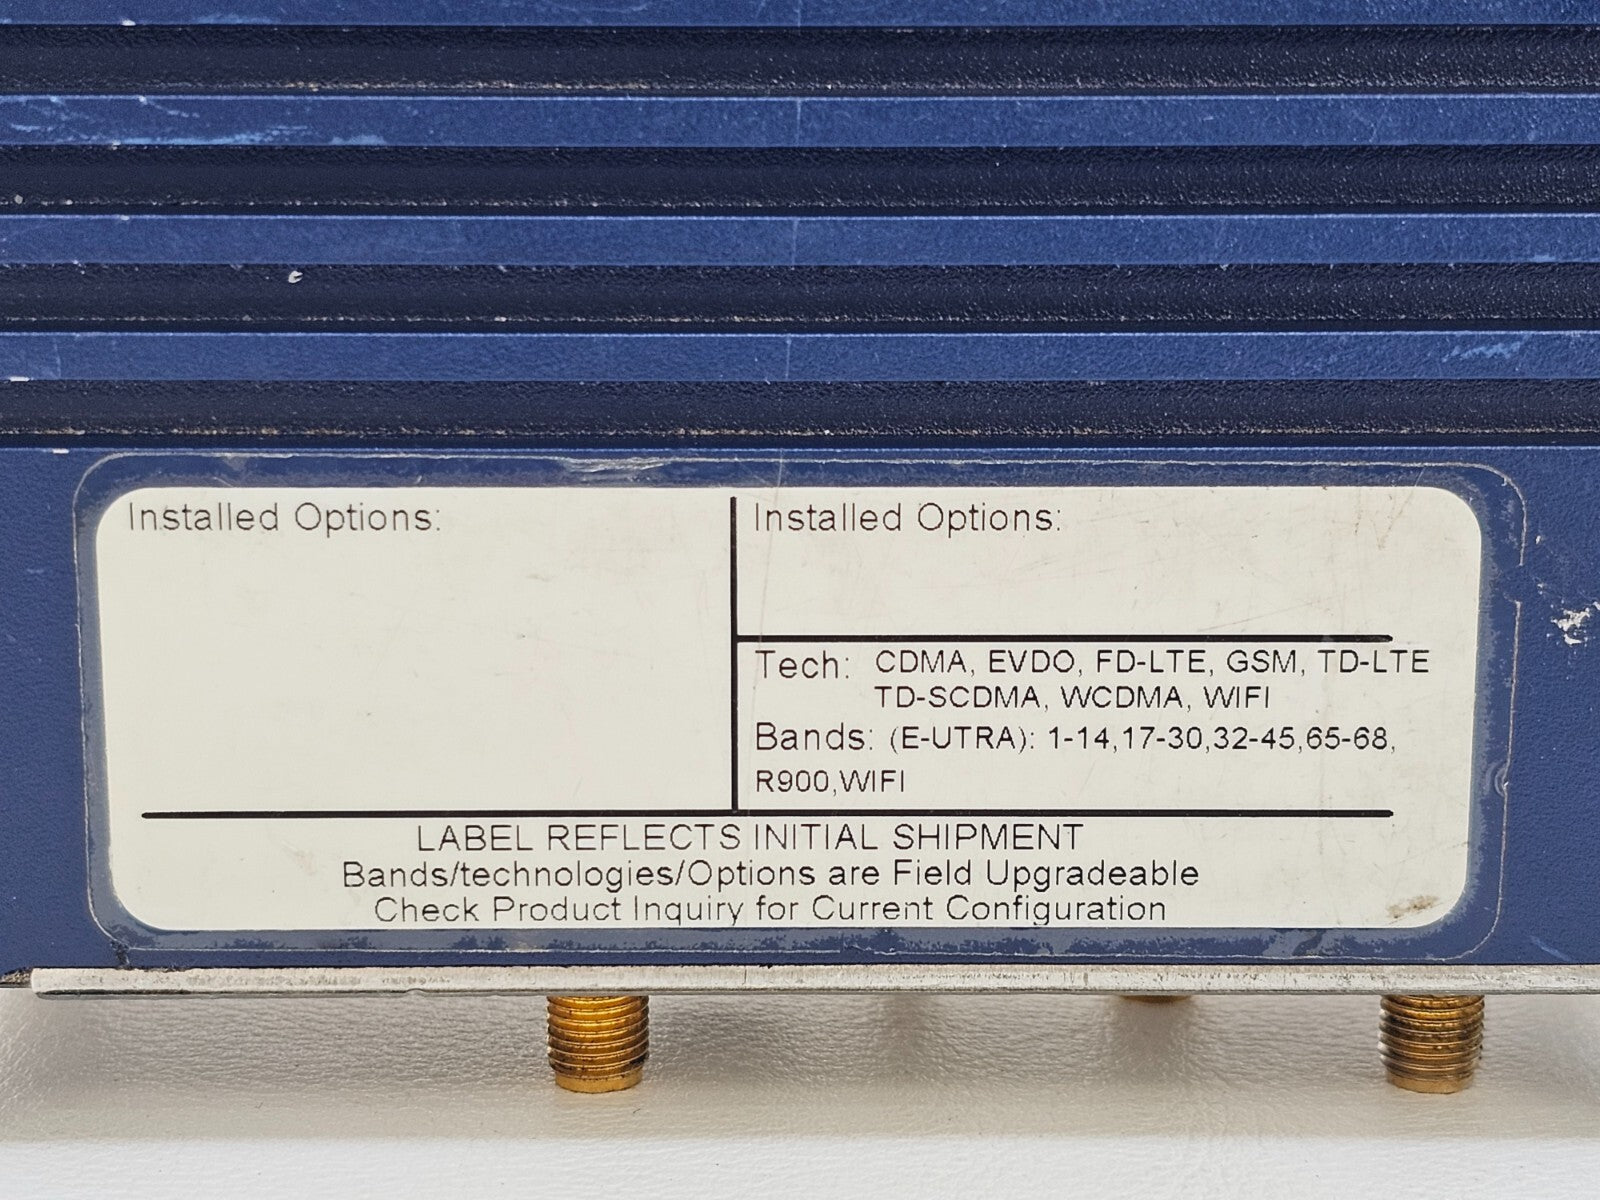 Installed Options:
Installed Options:
Tech: CDMA, EVDO, FD-LTE, GSM, TD-LTE
TD-SCDMA, WCDMA, WIFI
Bands: (E-UTRA): 1-14,17-30,32-45,65-68,
R900,WIFI
LABEL REFLECTS INITIAL SHIPMENT
Bands/technologies/Options are Field Upgradeable
Check Product Inquiry for Current Configuration